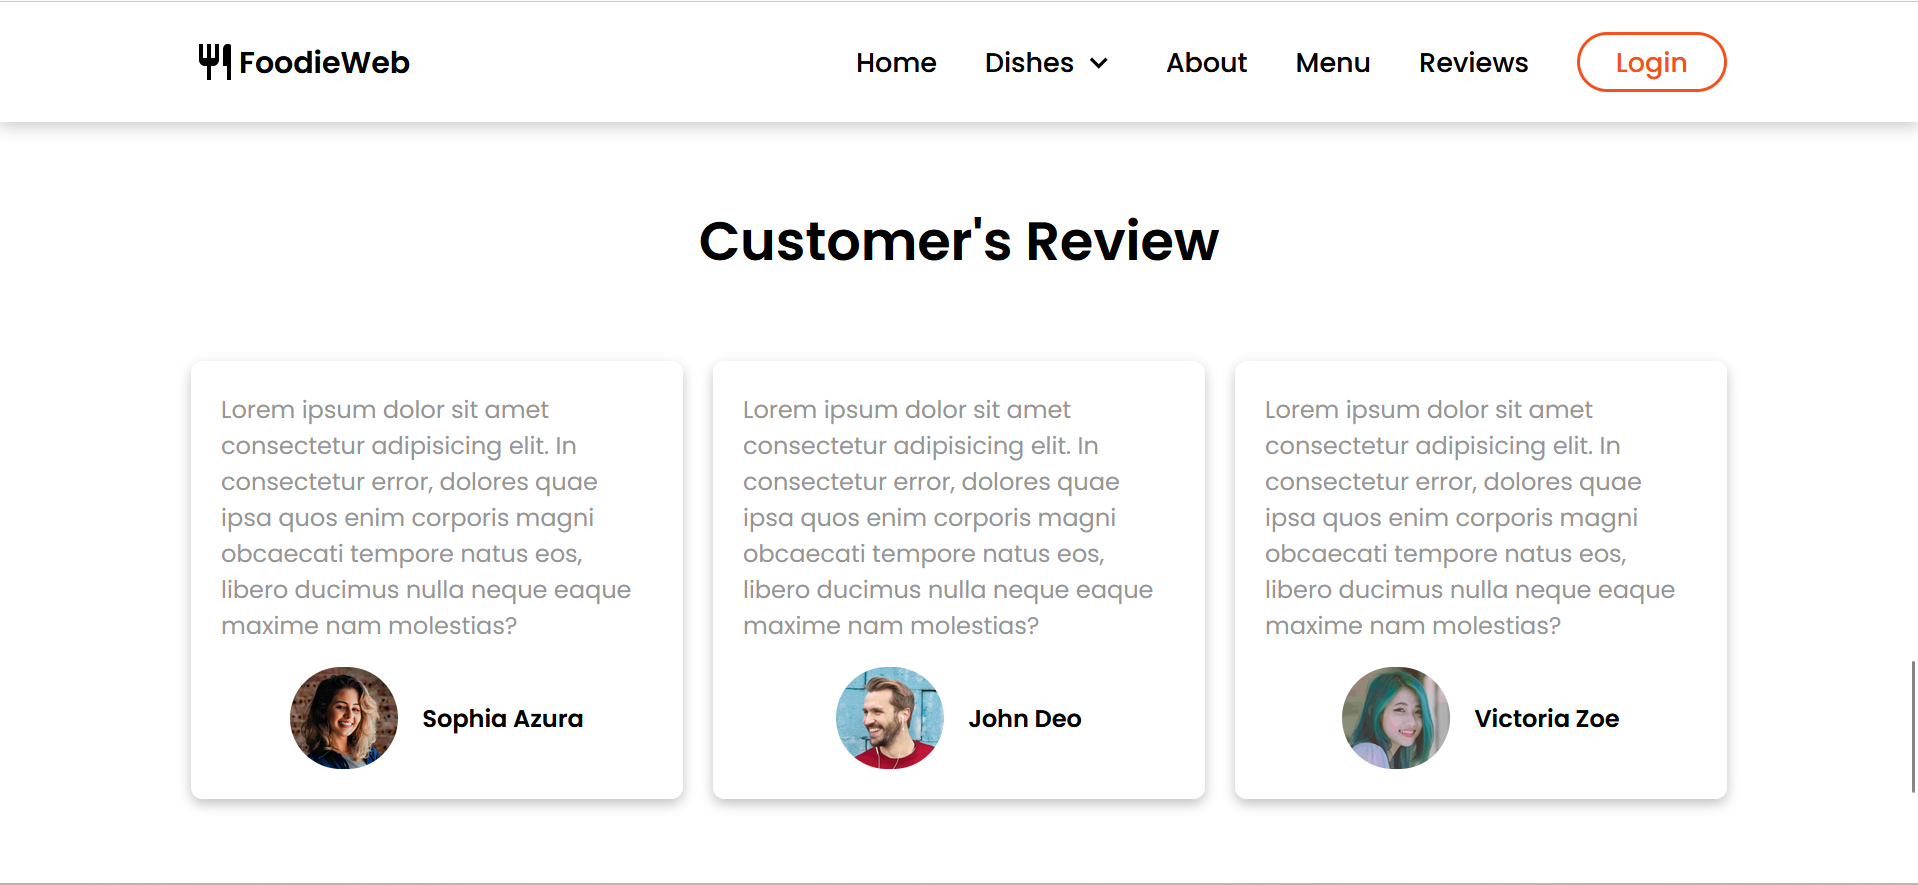 FoodieWeb
Home Dishes About Menu Reviews Login
Customer's Review
Lorem ipsum dolor sit amet
consectetur adipisicing elit. In
consectetur error, dolores quae
ipsa quos enim corporis magni
obcaecati tempore natus eos,
libero ducimus nulla neque eaque
maxime nam molestias?
Sophia Azura
Lorem ipsum dolor sit amet
consectetur adipisicing elit. In
consectetur error, dolores quae
ipsa quos enim corporis magni
obcaecati tempore natus eos,
libero ducimus nulla neque eaque
maxime nam molestias?
John Deo
Lorem ipsum dolor sit amet
consectetur adipisicing elit. In
consectetur error, dolores quae
ipsa quos enim corporis magni
obcaecati tempore natus eos,
libero ducimus nulla neque eaque
maxime nam molestias?
Victoria Zoe